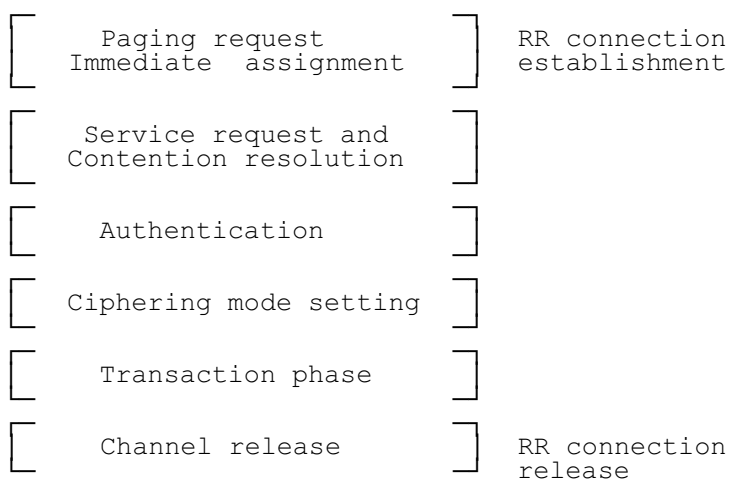 Paging request RR connection
Immediate assignment establishment
Service request and
Contention resolution
Authentication
Ciphering mode setting
Transaction phase
Channel release RR connection
release